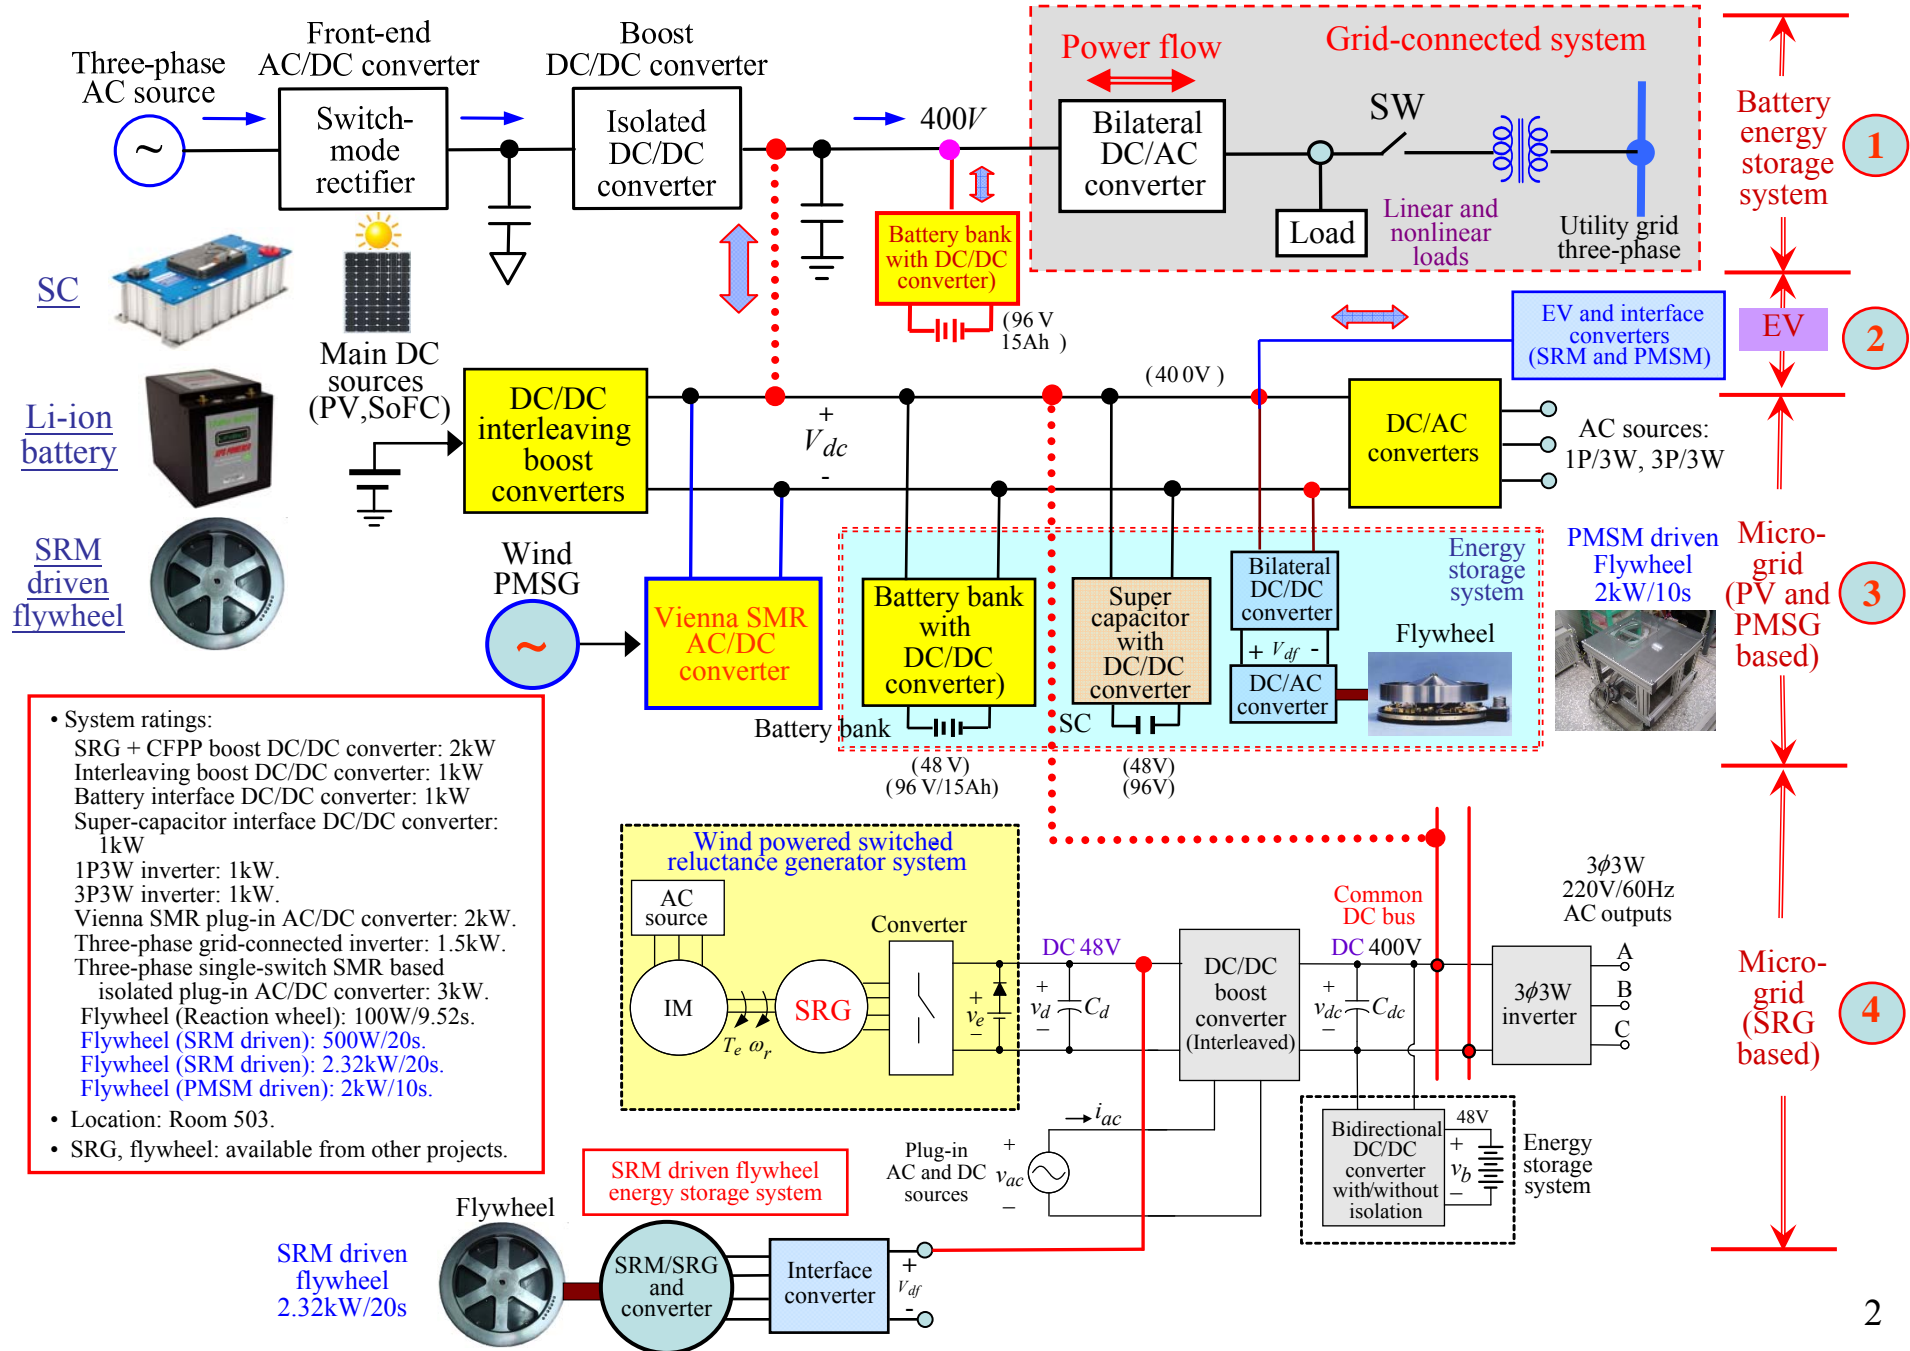 Three-phase
AC source
~
Front-end
AC/DC converter
Switch-
mode
rectifier
Boost
DC/DC converter
Isolated
DC/DC
converter
400V
Battery bank
with DC/DC
converter)
(96 V
15Ah )
Power flow
Grid-connected system
Bilateral
DC/AC
converter
SW
Load
Linear and
nonlinear
loads
Utility grid
three-phase
Battery
energy
storage
system
1
SC
Li-ion
battery
SRM
driven
flywheel
Main DC
sources
(PV,SoFC)
DC/DC
interleaving
boost
converters
+
Vdc
-
(400V)
EV and interface
converters
(SRM and PMSM)
EV
2
DC/AC
converters
AC sources:
1P/3W, 3P/3W
Wind
PMSG
~
Vienna SMR
AC/DC
converter
Battery bank
with
DC/DC
converter)
Battery bank
(48 V)
(96 V/15Ah)
Super
capacitor
with
DC/DC
converter
SC
(48V)
(96V)
Bilateral
DC/DC
converter
+ Vdf -
DC/AC
converter
Energy
storage
system
Flywheel
PMSM driven
Flywheel
2kW/10s
Micro-
grid
(PV and
PMSG
based)
3
• System ratings:
SRG + CFPP boost DC/DC converter: 2kW
Interleaving boost DC/DC converter: 1kW
Battery interface DC/DC converter: 1kW
Super-capacitor interface DC/DC converter:
1kW
1P3W inverter: 1kW.
3P3W inverter: 1kW.
Vienna SMR plug-in AC/DC converter: 2kW.
Three-phase grid-connected inverter: 1.5kW.
Three-phase single-switch SMR based
isolated plug-in AC/DC converter: 3kW.
Flywheel (Reaction wheel): 100W/9.52s.
Flywheel (SRM driven): 500W/20s.
Flywheel (SRM driven): 2.32kW/20s.
Flywheel (PMSM driven): 2kW/10s.
• Location: Room 503.
• SRG, flywheel: available from other projects.
Wind powered switched
reluctance generator system
AC
source
IM
Te ωr
SRG
Converter
+
ve
−
DC 48V
+
vd
−
Cd
DC/DC
boost
converter
(Interleaved)
Common
DC bus
DC 400V
+
vdc
−
Cdc
3ϕ3W
220V/60Hz
AC outputs
3ϕ3W
inverter
A
B
C
Micro-
grid
(SRG
based)
4
iac
Plug-in
AC and DC
sources
+
vac
−
Bidirectional
DC/DC
converter
with/without
isolation
48V
+
vb
−
Energy
storage
system
SRM driven flywheel
energy storage system
Flywheel
SRM driven
flywheel
2.32kW/20s
SRM/SRG
and
converter
Interface
converter
+
Vdf
-
2